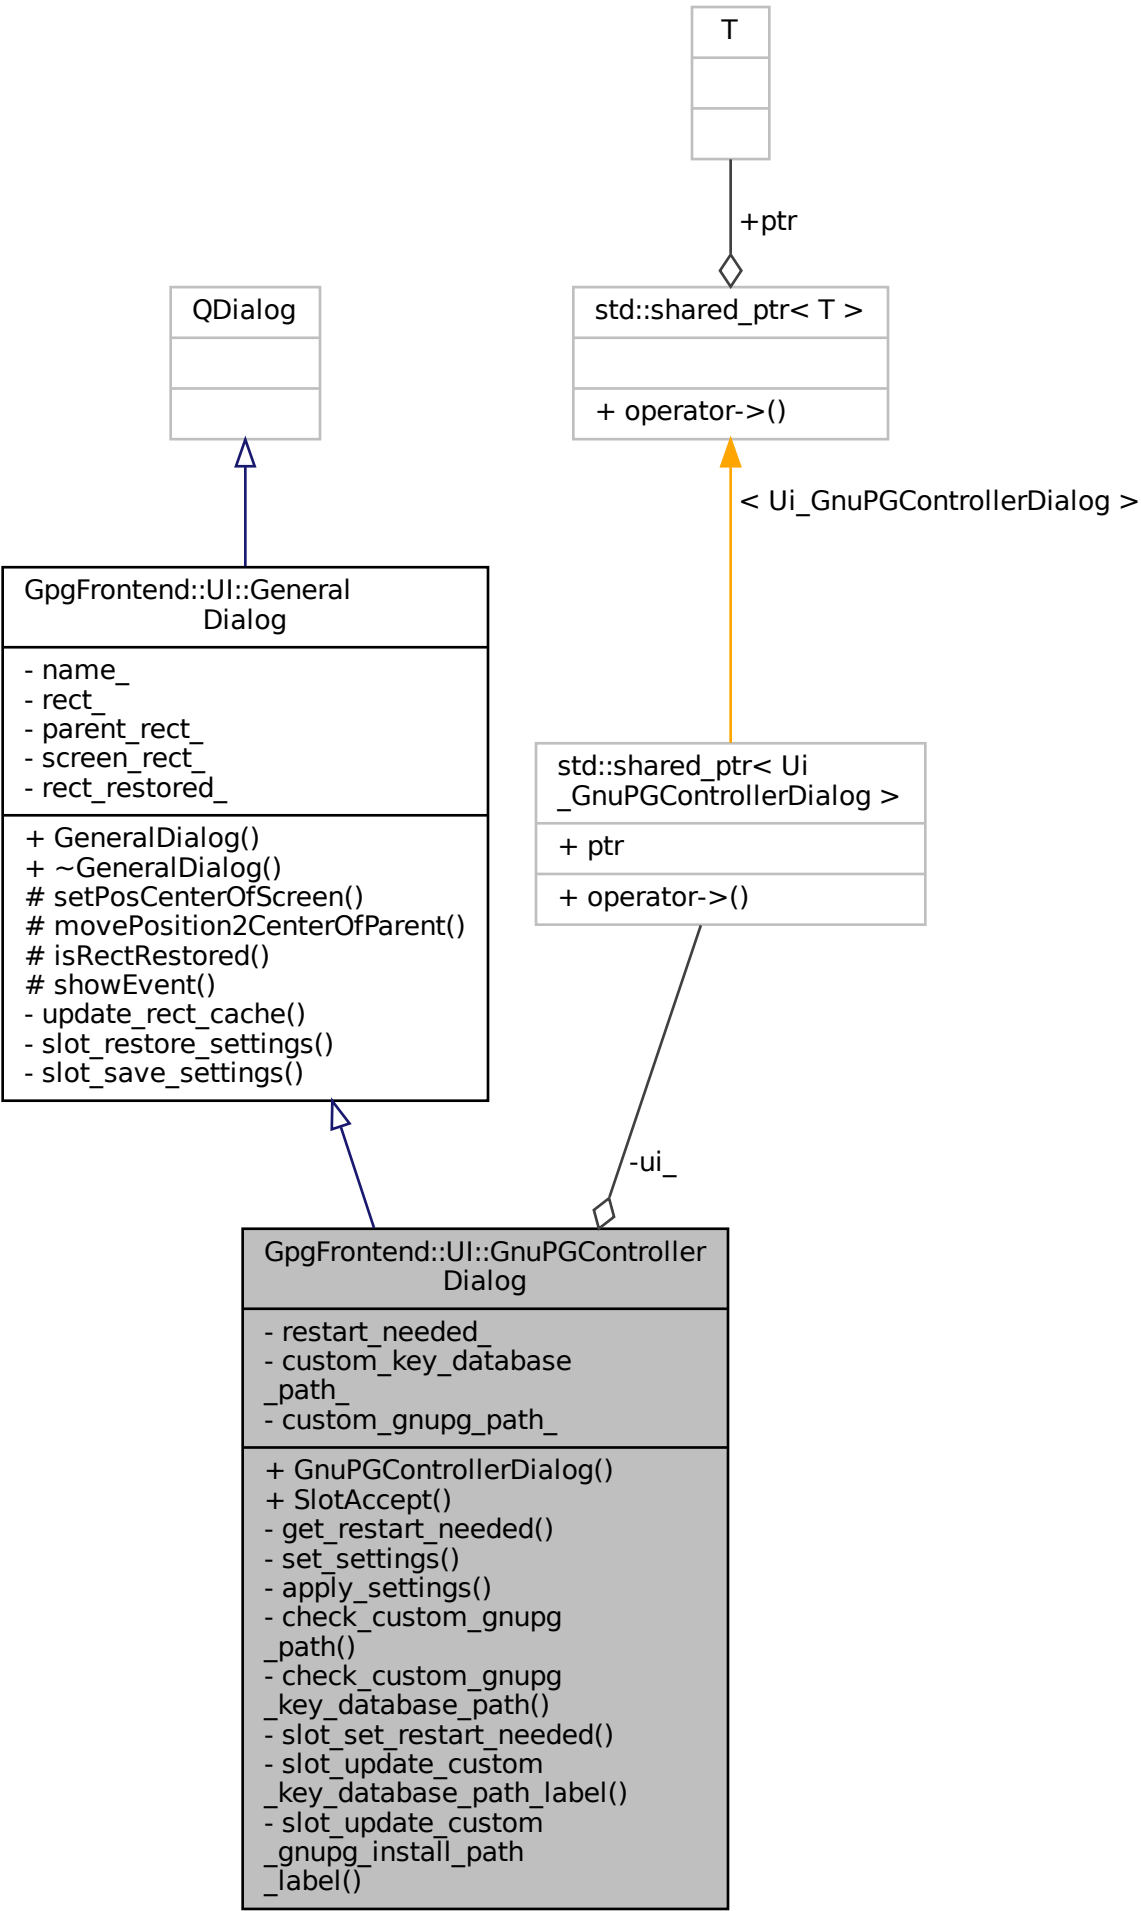 T
+ptr
QDialog
std::shared_ptr< T >
+ operator->()
< Ui_GnuPGControllerDialog >
GpgFrontend::UI::General
Dialog
- name_
- rect_
- parent_rect_
- screen_rect_
- rect_restored_
+ GeneralDialog()
+ ~GeneralDialog()
# setPosCenterOfScreen()
# movePosition2CenterOfParent()
# isRectRestored()
# showEvent()
- update_rect_cache()
- slot_restore_settings()
- slot_save_settings()
std::shared_ptr< Ui
_GnuPGControllerDialog >
+ ptr
+ operator->()
-ui_
GpgFrontend::UI::GnuPGController
Dialog
- restart_needed_
- custom_key_database
_path_
- custom_gnupg_path_
+ GnuPGControllerDialog()
+ SlotAccept()
- get_restart_needed()
- set_settings()
- apply_settings()
- check_custom_gnupg
_path()
- check_custom_gnupg
_key_database_path()
- slot_set_restart_needed()
- slot_update_custom
_key_database_path_label()
- slot_update_custom
_gnupg_install_path
_label()